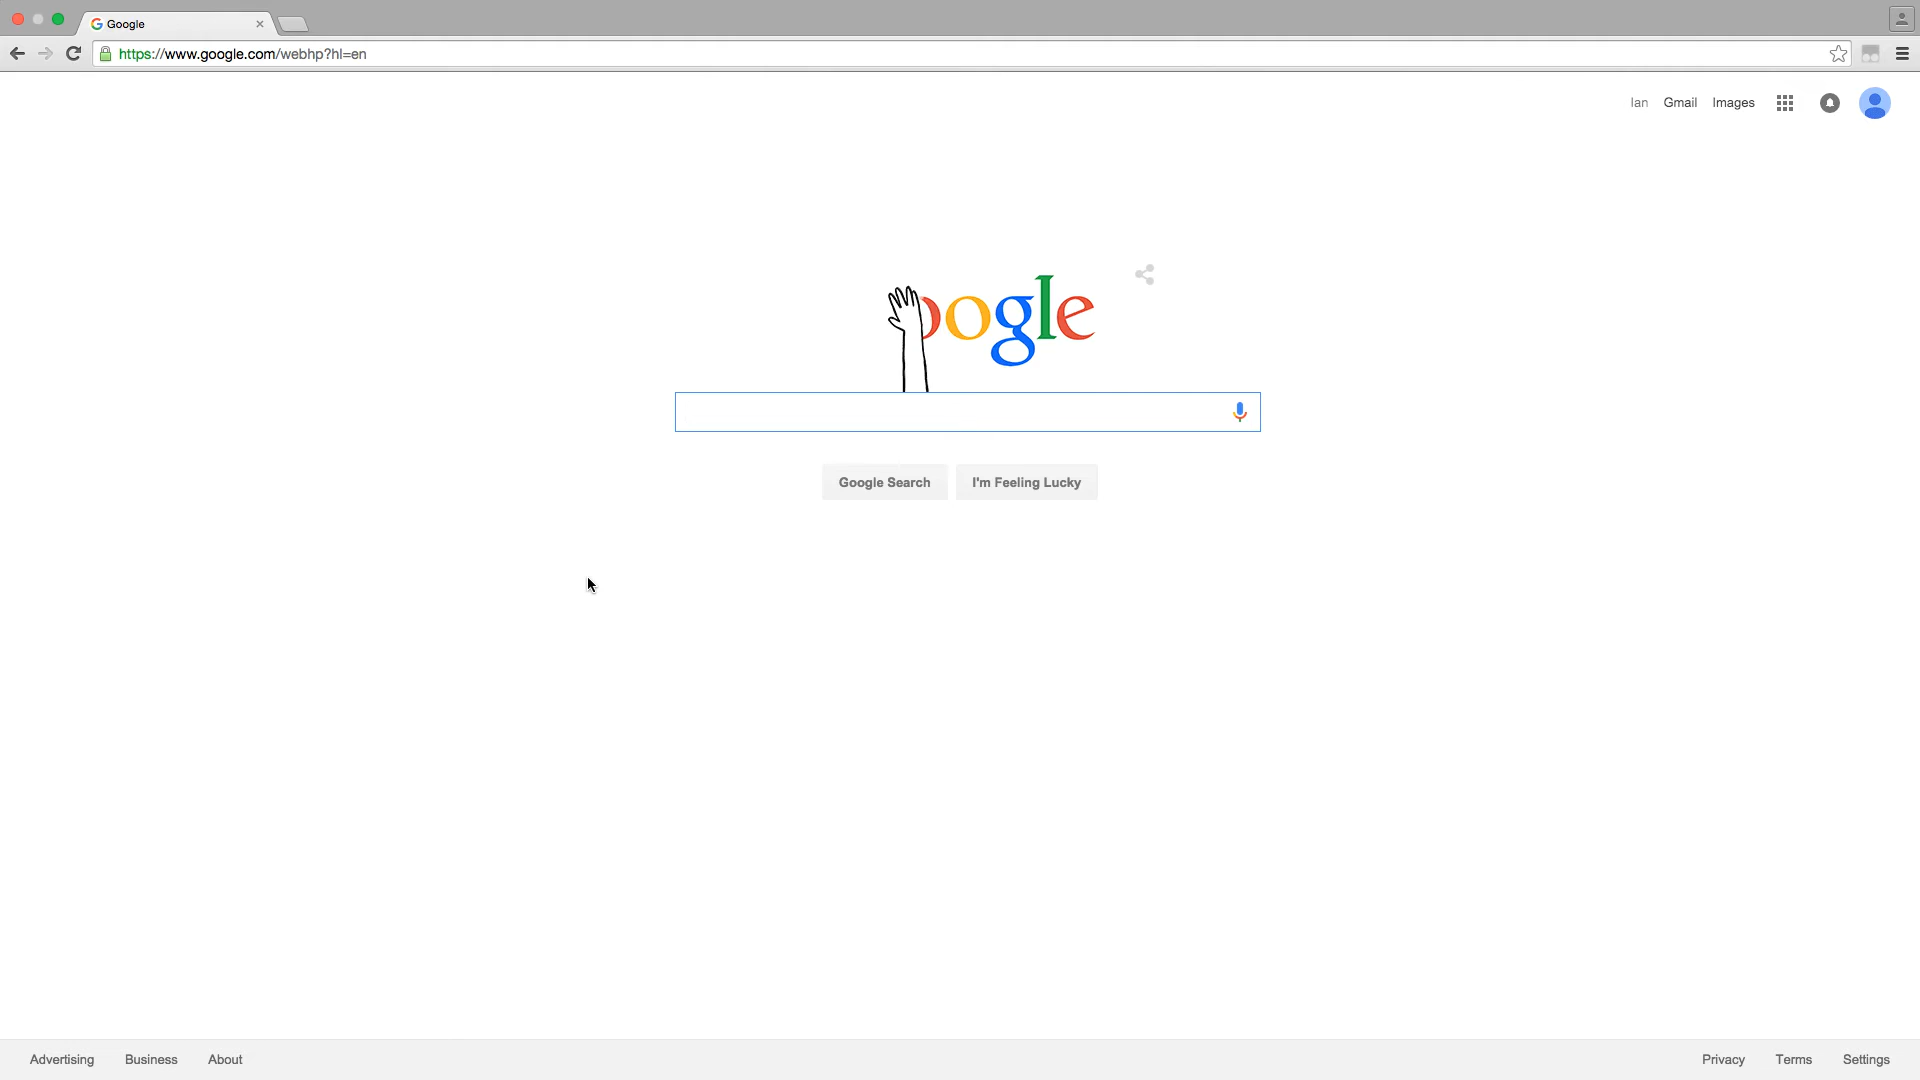 Google
https://www.google.com/webhp?hl=en
Ian Gmail Images
oogle
Google Search I'm Feeling Lucky
Advertising Business About Privacy Terms Settings